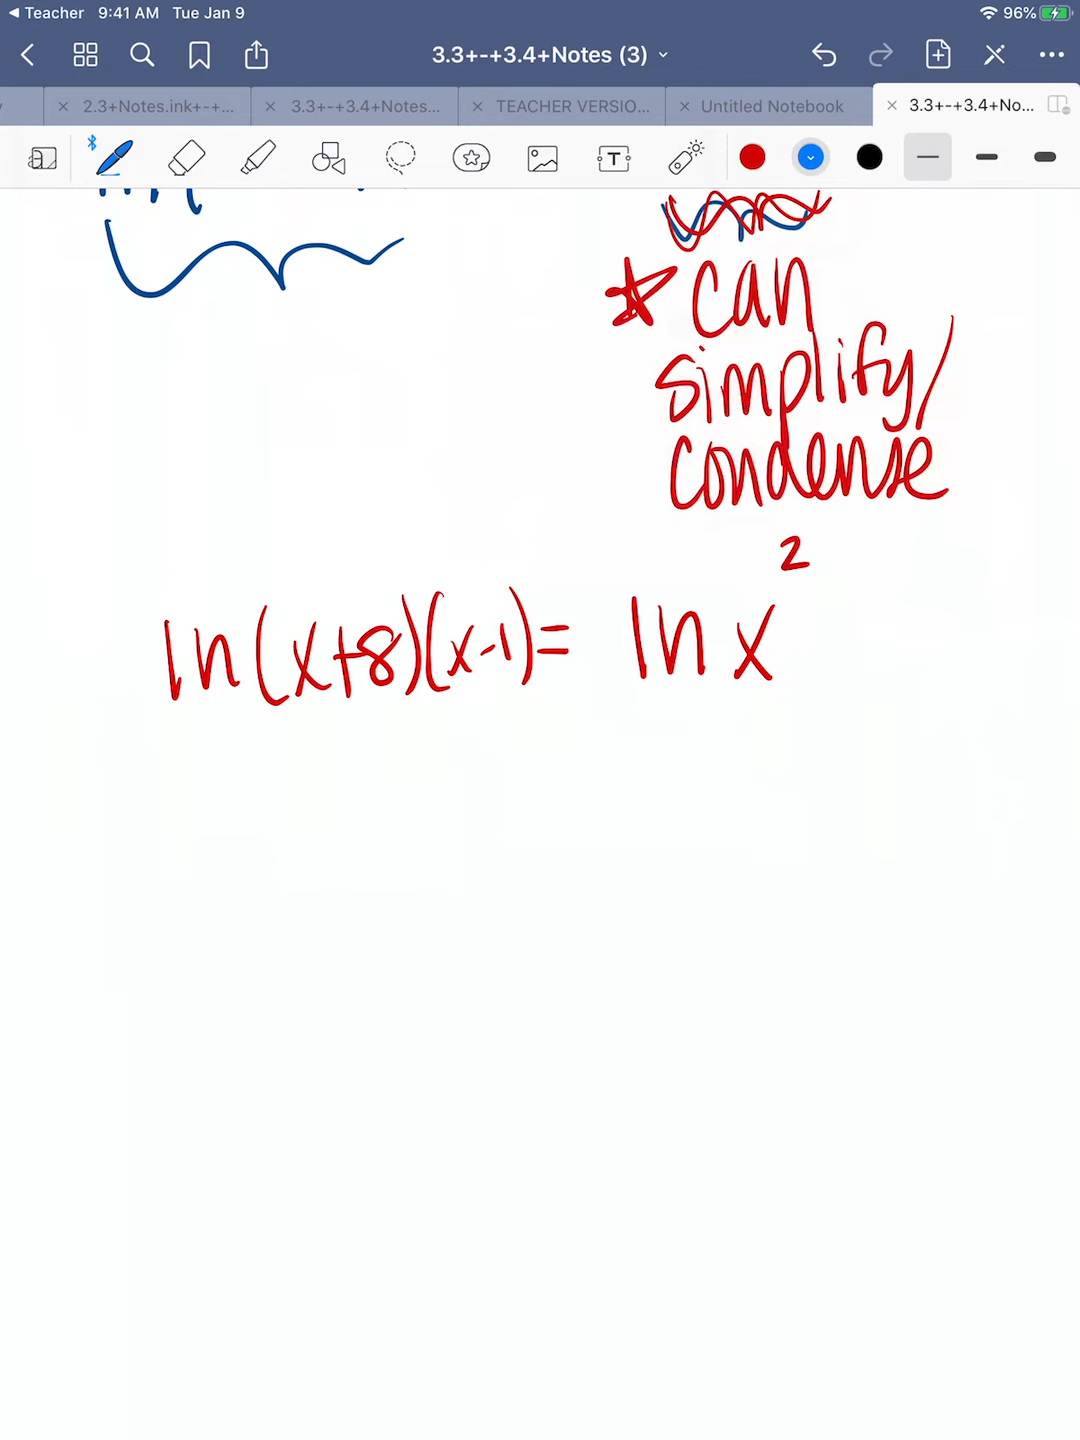 Teacher 9:41 AM Tue Jan 9 96%
3.3+-+3.4+Notes (3)
2.3+Notes.ink+-+... 3.3+-+3.4+Notes... TEACHER VERSIO... Untitled Notebook 3.3+-+3.4+No...
T
can
simplify/
condense
ln(x+8)(x-1)= ln x²